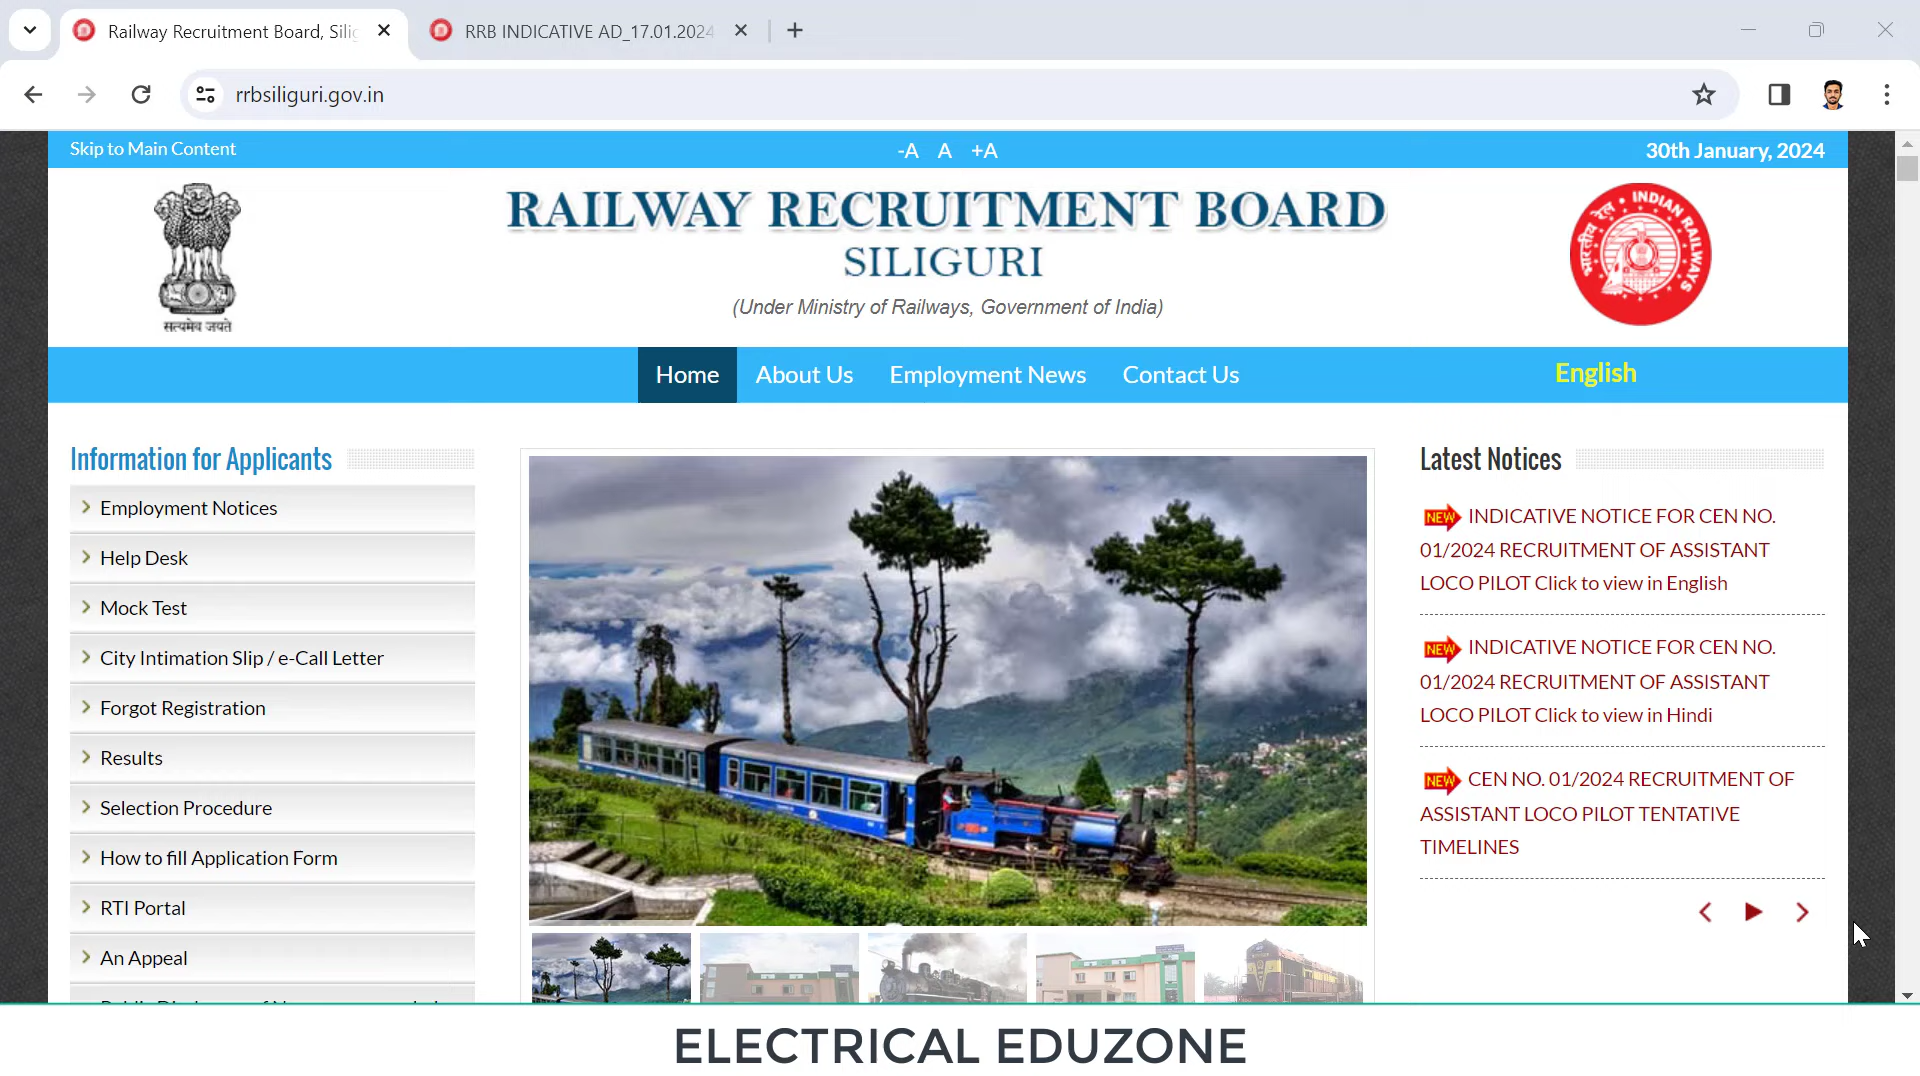 Railway Recruitment Board, Silig
RRB INDICATIVE AD_17.01.2024
rrbsiliguri.gov.in
Skip to Main Content
-A A +A
30th January, 2024
RAILWAY RECRUITMENT BOARD
SILIGURI
(Under Ministry of Railways, Government of India)
सत्यमेव जयते
भारतीय रेल • INDIAN RAILWAYS
Home
About Us
Employment News
Contact Us
English
Information for Applicants
Employment Notices
Help Desk
Mock Test
City Intimation Slip / e-Call Letter
Forgot Registration
Results
Selection Procedure
How to fill Application Form
RTI Portal
An Appeal
Latest Notices
NEW INDICATIVE NOTICE FOR CEN NO.
01/2024 RECRUITMENT OF ASSISTANT
LOCO PILOT Click to view in English
NEW INDICATIVE NOTICE FOR CEN NO.
01/2024 RECRUITMENT OF ASSISTANT
LOCO PILOT Click to view in Hindi
NEW CEN NO. 01/2024 RECRUITMENT OF
ASSISTANT LOCO PILOT TENTATIVE
TIMELINES
ELECTRICAL EDUZONE